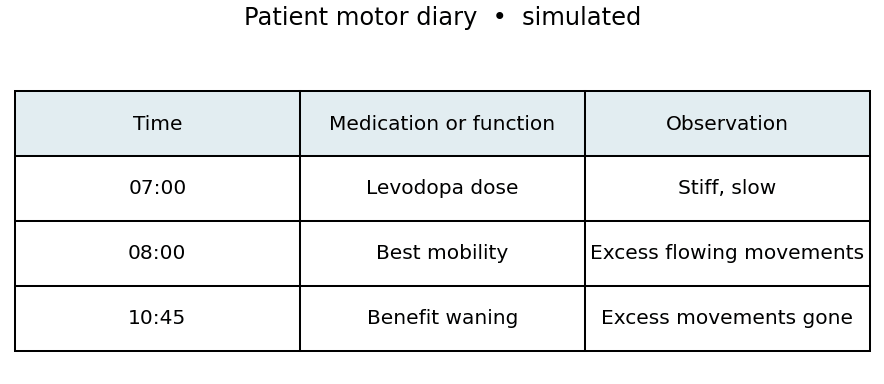 Patient motor diary • simulated
Time Medication or function Observation
07:00 Levodopa dose Stiff, slow
08:00 Best mobility Excess flowing movements
10:45 Benefit waning Excess movements gone